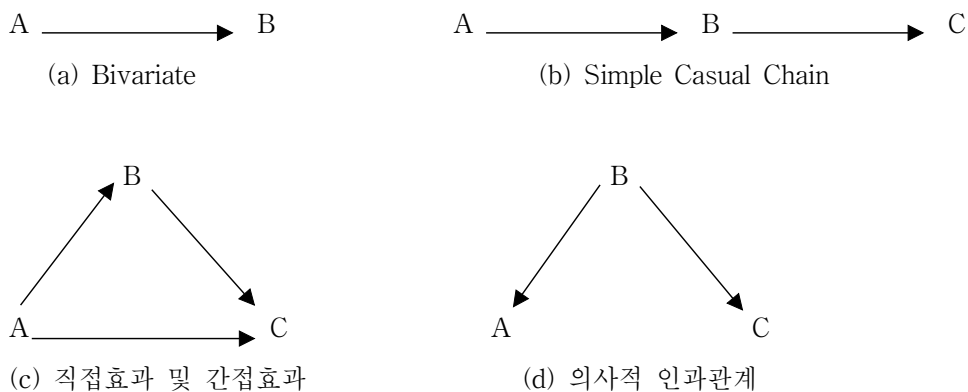 A B A B C
(a) Bivariate (b) Simple Casual Chain
B B
A C A C
(c) 직접효과 및 간접효과 (d) 의사적 인과관계